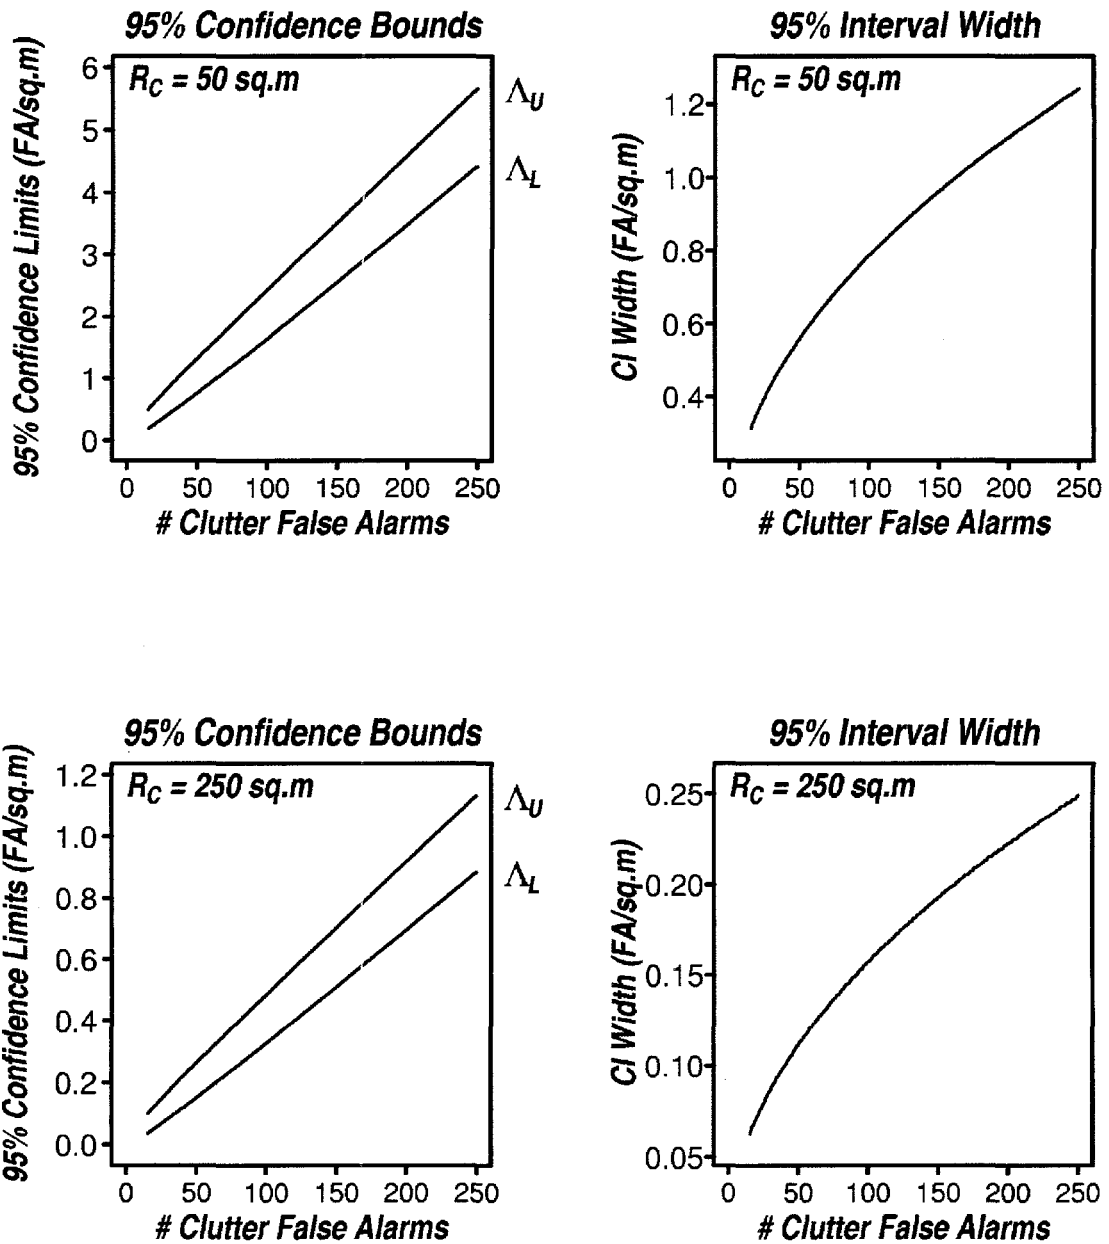 95% Confidence Bounds
R_C = 50 sq.m
95% Confidence Limits (FA/sq.m)
6
5
4
3
2
1
0
Λ_U
Λ_L
0 50 100 150 200 250
# Clutter False Alarms
95% Interval Width
R_C = 50 sq.m
CI Width (FA/sq.m)
1.2
1.0
0.8
0.6
0.4
0 50 100 150 200 250
# Clutter False Alarms
95% Confidence Bounds
R_C = 250 sq.m
95% Confidence Limits (FA/sq.m)
1.2
1.0
0.8
0.6
0.4
0.2
0.0
Λ_U
Λ_L
0 50 100 150 200 250
# Clutter False Alarms
95% Interval Width
R_C = 250 sq.m
CI Width (FA/sq.m)
0.25
0.20
0.15
0.10
0.05
0 50 100 150 200 250
# Clutter False Alarms